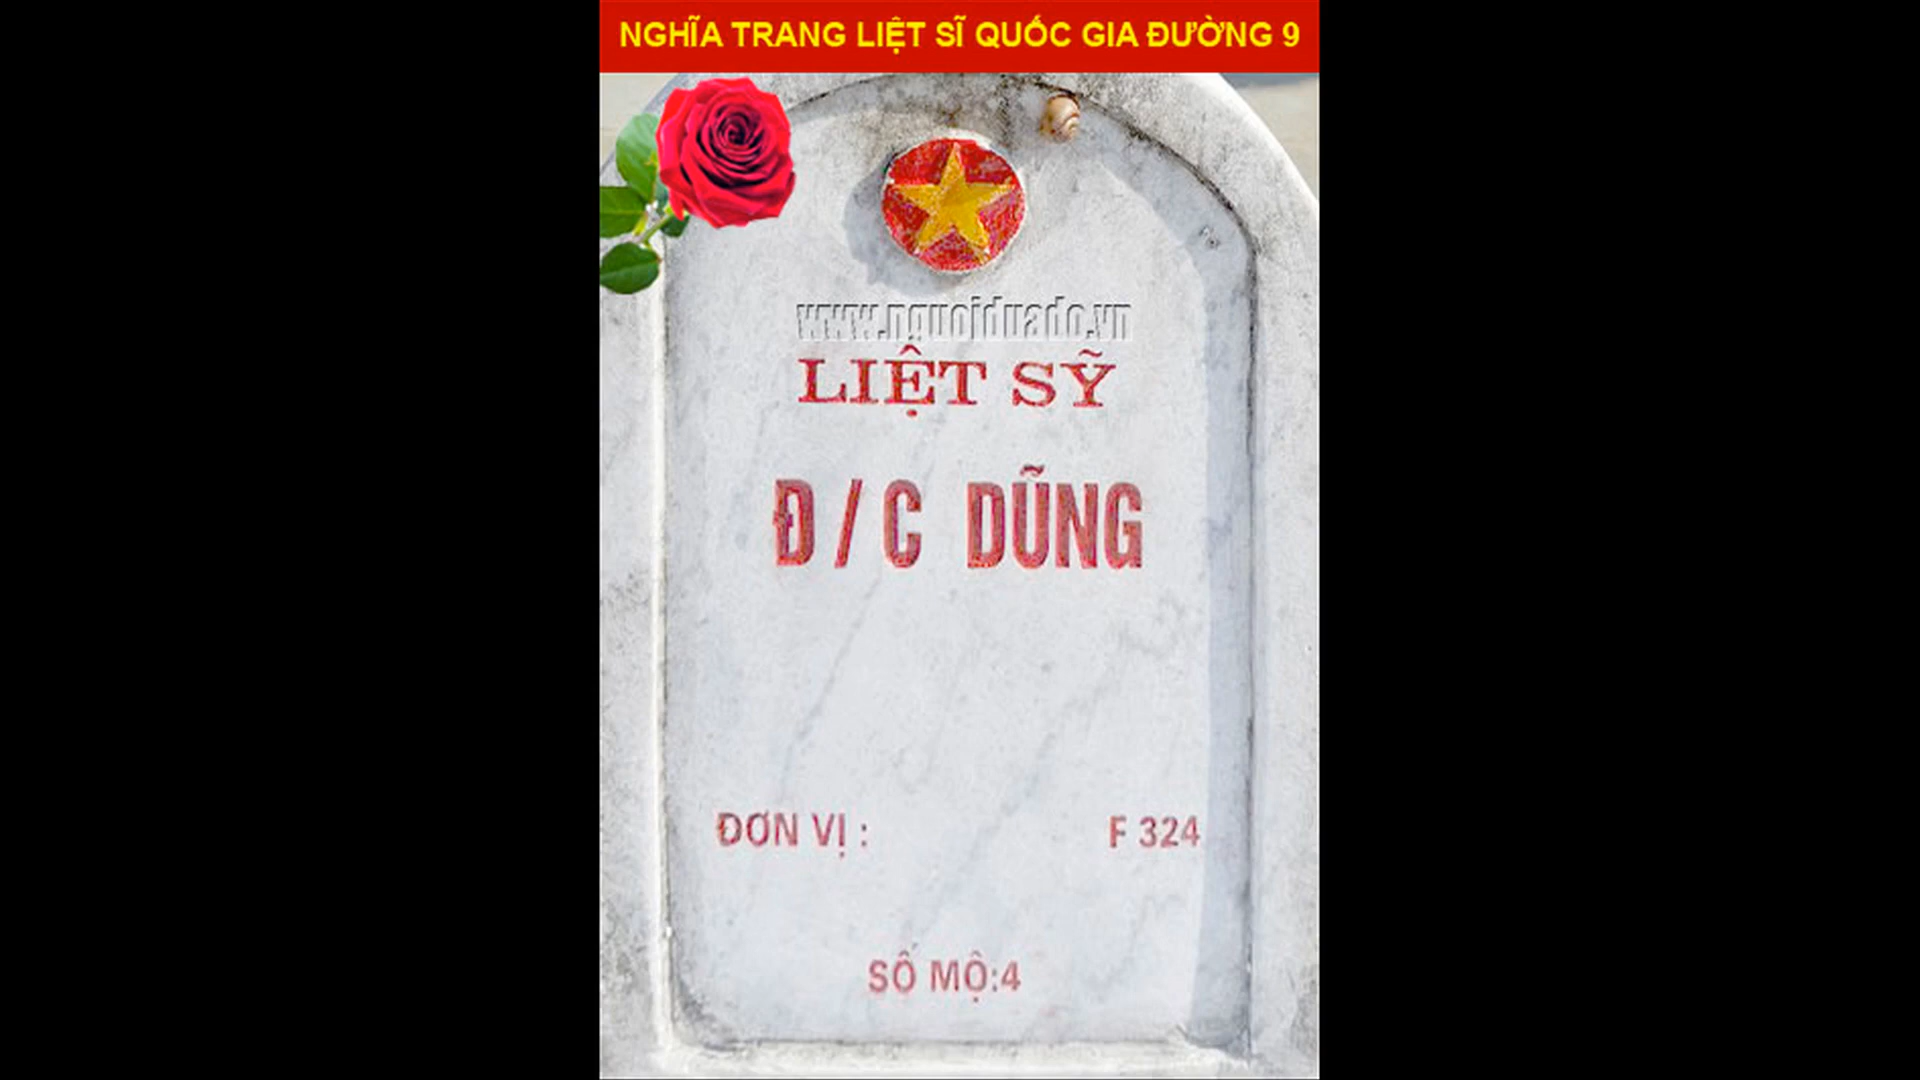 NGHĨA TRANG LIỆT SĨ QUỐC GIA ĐƯỜNG 9
www.nguoiduado.vn
LIỆT SỸ
Đ/C DŨNG
ĐƠN VỊ : F 324
SỐ MỘ:4